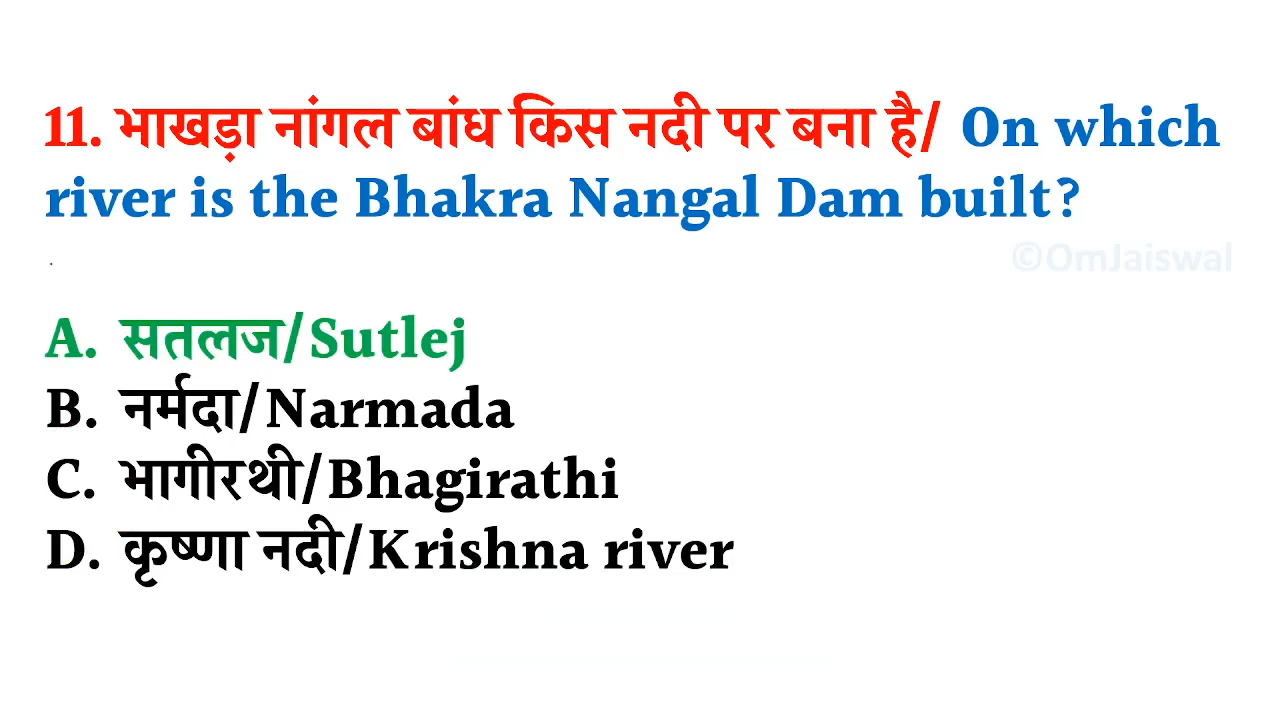 11. भाखड़ा नांगल बांध किस नदी पर बना है/ On which
river is the Bhakra Nangal Dam built?
©OmJaiswal
A. सतलज/Sutlej
B. नर्मदा/Narmada
C. भागीरथी/Bhagirathi
D. कृष्णा नदी/Krishna river